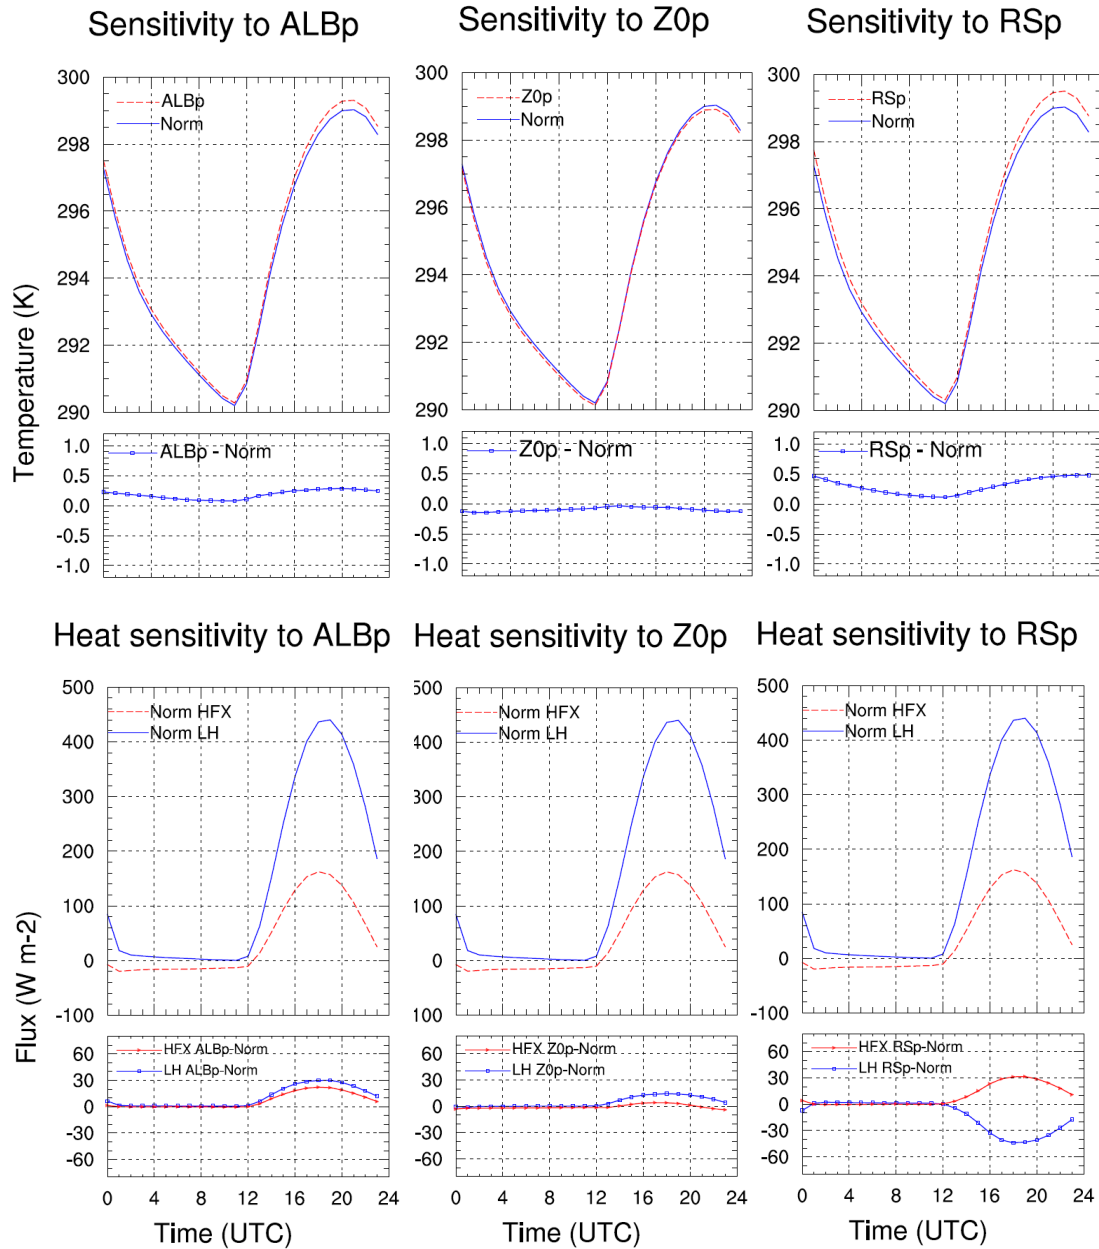 Sensitivity to ALBp
Sensitivity to Z0p
Sensitivity to RSp
Temperature (K)
300
298
296
294
292
290
ALBp
Norm
300
298
296
294
292
290
Z0p
Norm
300
298
296
294
292
290
RSp
Norm
1.0
0.5
0.0
-0.5
-1.0
ALBp - Norm
1.0
0.5
0.0
-0.5
-1.0
Z0p - Norm
1.0
0.5
0.0
-0.5
-1.0
RSp - Norm
Heat sensitivity to ALBp
Heat sensitivity to Z0p
Heat sensitivity to RSp
Flux (W m-2)
500
400
300
200
100
0
-100
Norm HFX
Norm LH
500
400
300
200
100
0
100
Norm HFX
Norm LH
500
400
300
200
100
0
-100
Norm HFX
Norm LH
60
30
0
-30
-60
HFX ALBp-Norm
LH ALBp-Norm
0 4 8 12 16 20 24
Time (UTC)
60
30
0
-30
-60
HFX Z0p-Norm
LH Z0p-Norm
0 4 8 12 16 20 24
Time (UTC)
60
30
0
-30
-60
HFX RSp-Norm
LH RSp-Norm
0 4 8 12 16 20 24
Time (UTC)